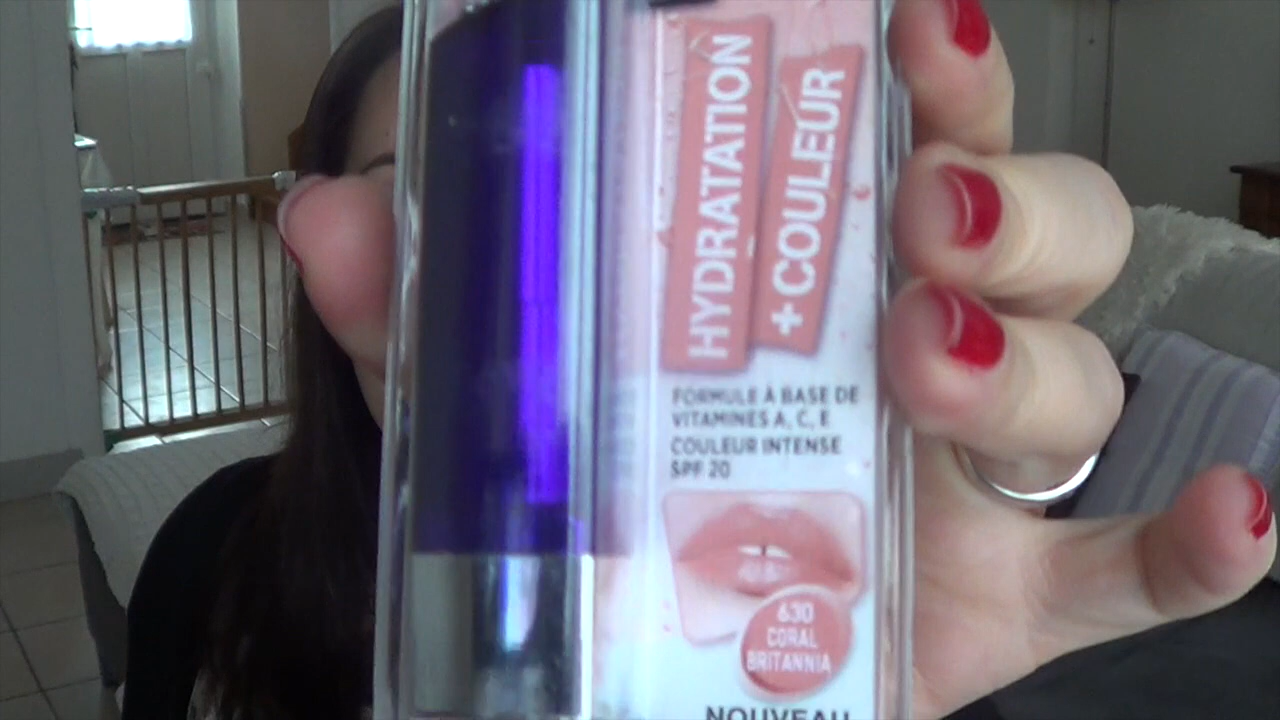 HYDRATATION
+ COULEUR
FORMULE À BASE DE
VITAMINES A, C, E
COULEUR INTENSE
SPF 20
630
CORAL
BRITANNIA
NOUVEAU